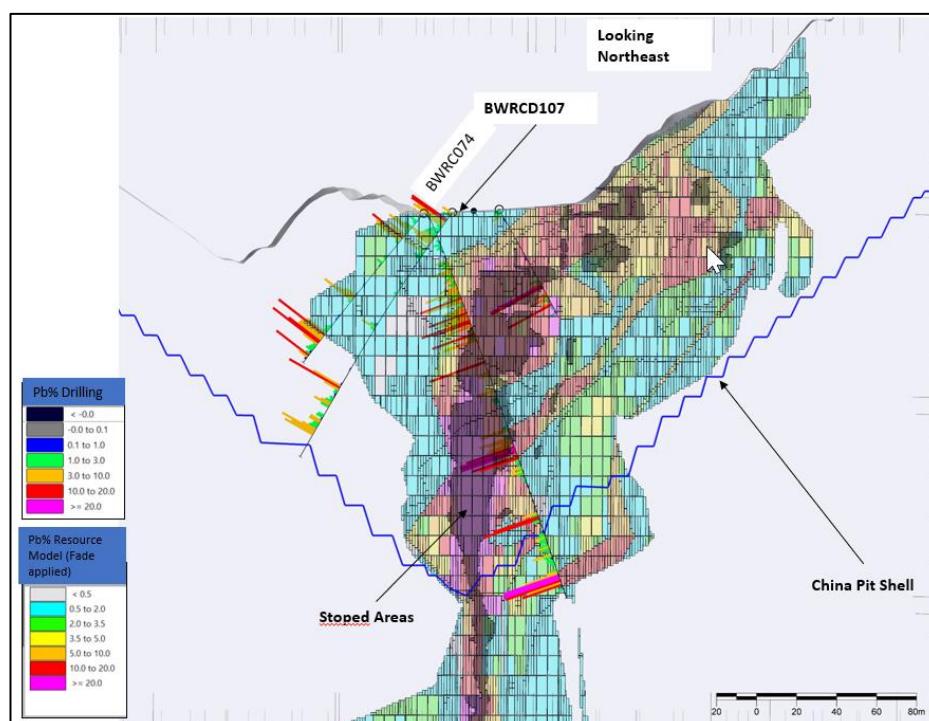 Looking
Northeast
BWRCD107
BWRC074
Pb% Drilling
< -0.0
-0.0 to 0.1
0.1 to 1.0
1.0 to 3.0
3.0 to 10.0
10.0 to 20.0
>= 20.0
Pb% Resource
Model (Fade
applied)
< 0.5
0.5 to 2.0
2.0 to 3.5
3.5 to 5.0
5.0 to 10.0
10.0 to 20.0
>= 20.0
Stoped Areas
China Pit Shell
20 0 20 40 60 80m